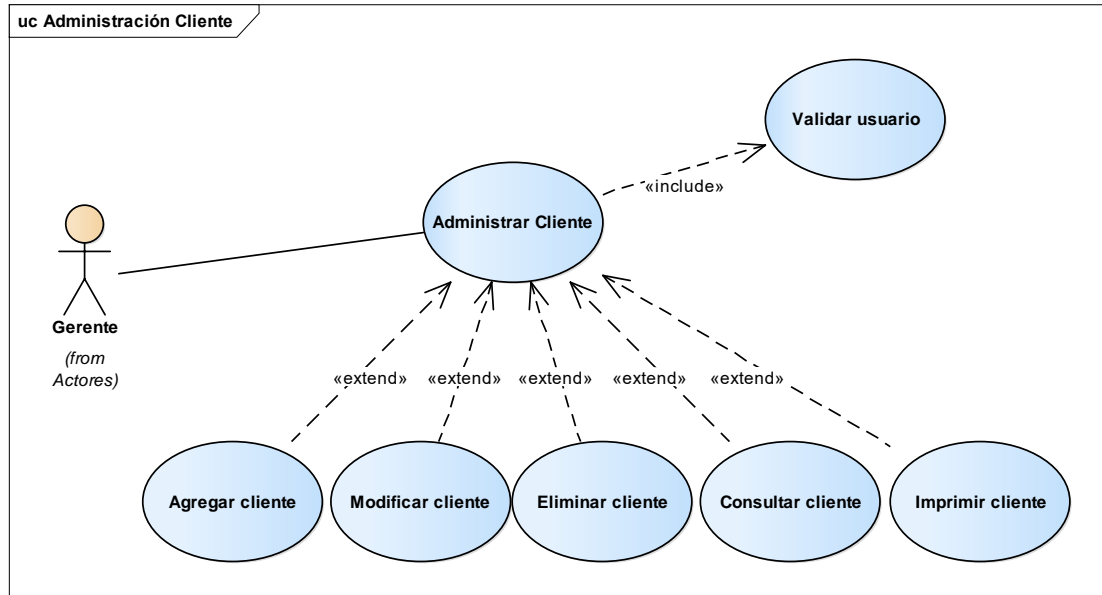 uc Administración Cliente
Validar usuario
«include»
Administrar Cliente
Gerente
(from
Actores)
«extend» «extend» «extend» «extend» «extend»
Agregar cliente Modificar cliente Eliminar cliente Consultar cliente Imprimir cliente